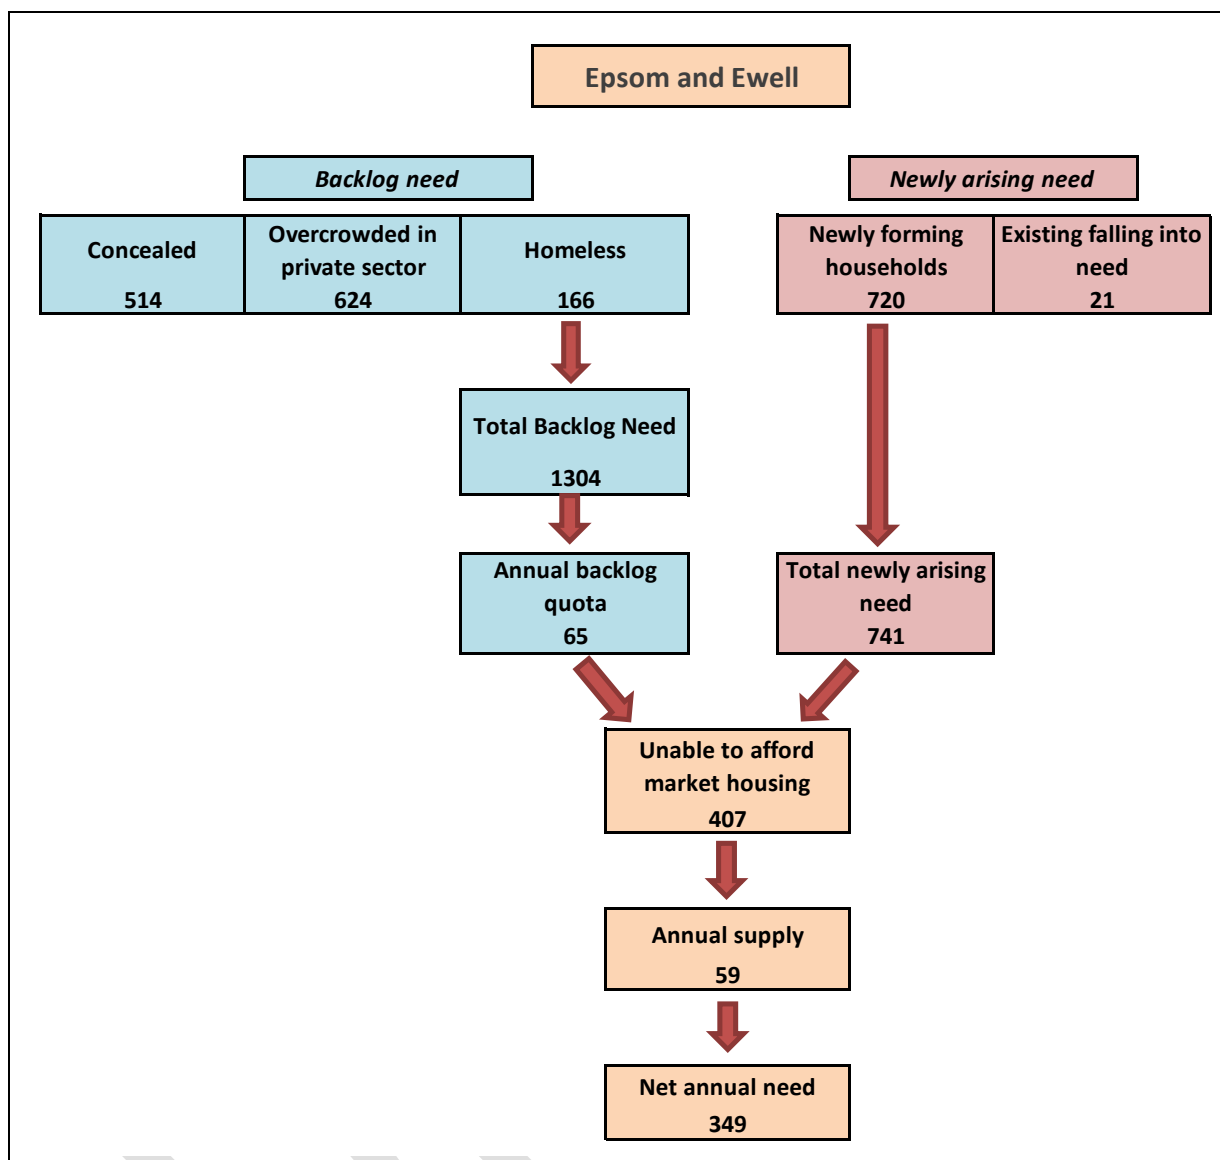 Epsom and Ewell
Backlog need
Newly arising need
Concealed
514
Overcrowded in
private sector
624
Homeless
166
Newly forming
households
720
Existing falling into
need
21
Total Backlog Need
1304
Annual backlog
quota
65
Total newly arising
need
741
Unable to afford
market housing
407
Annual supply
59
Net annual need
349